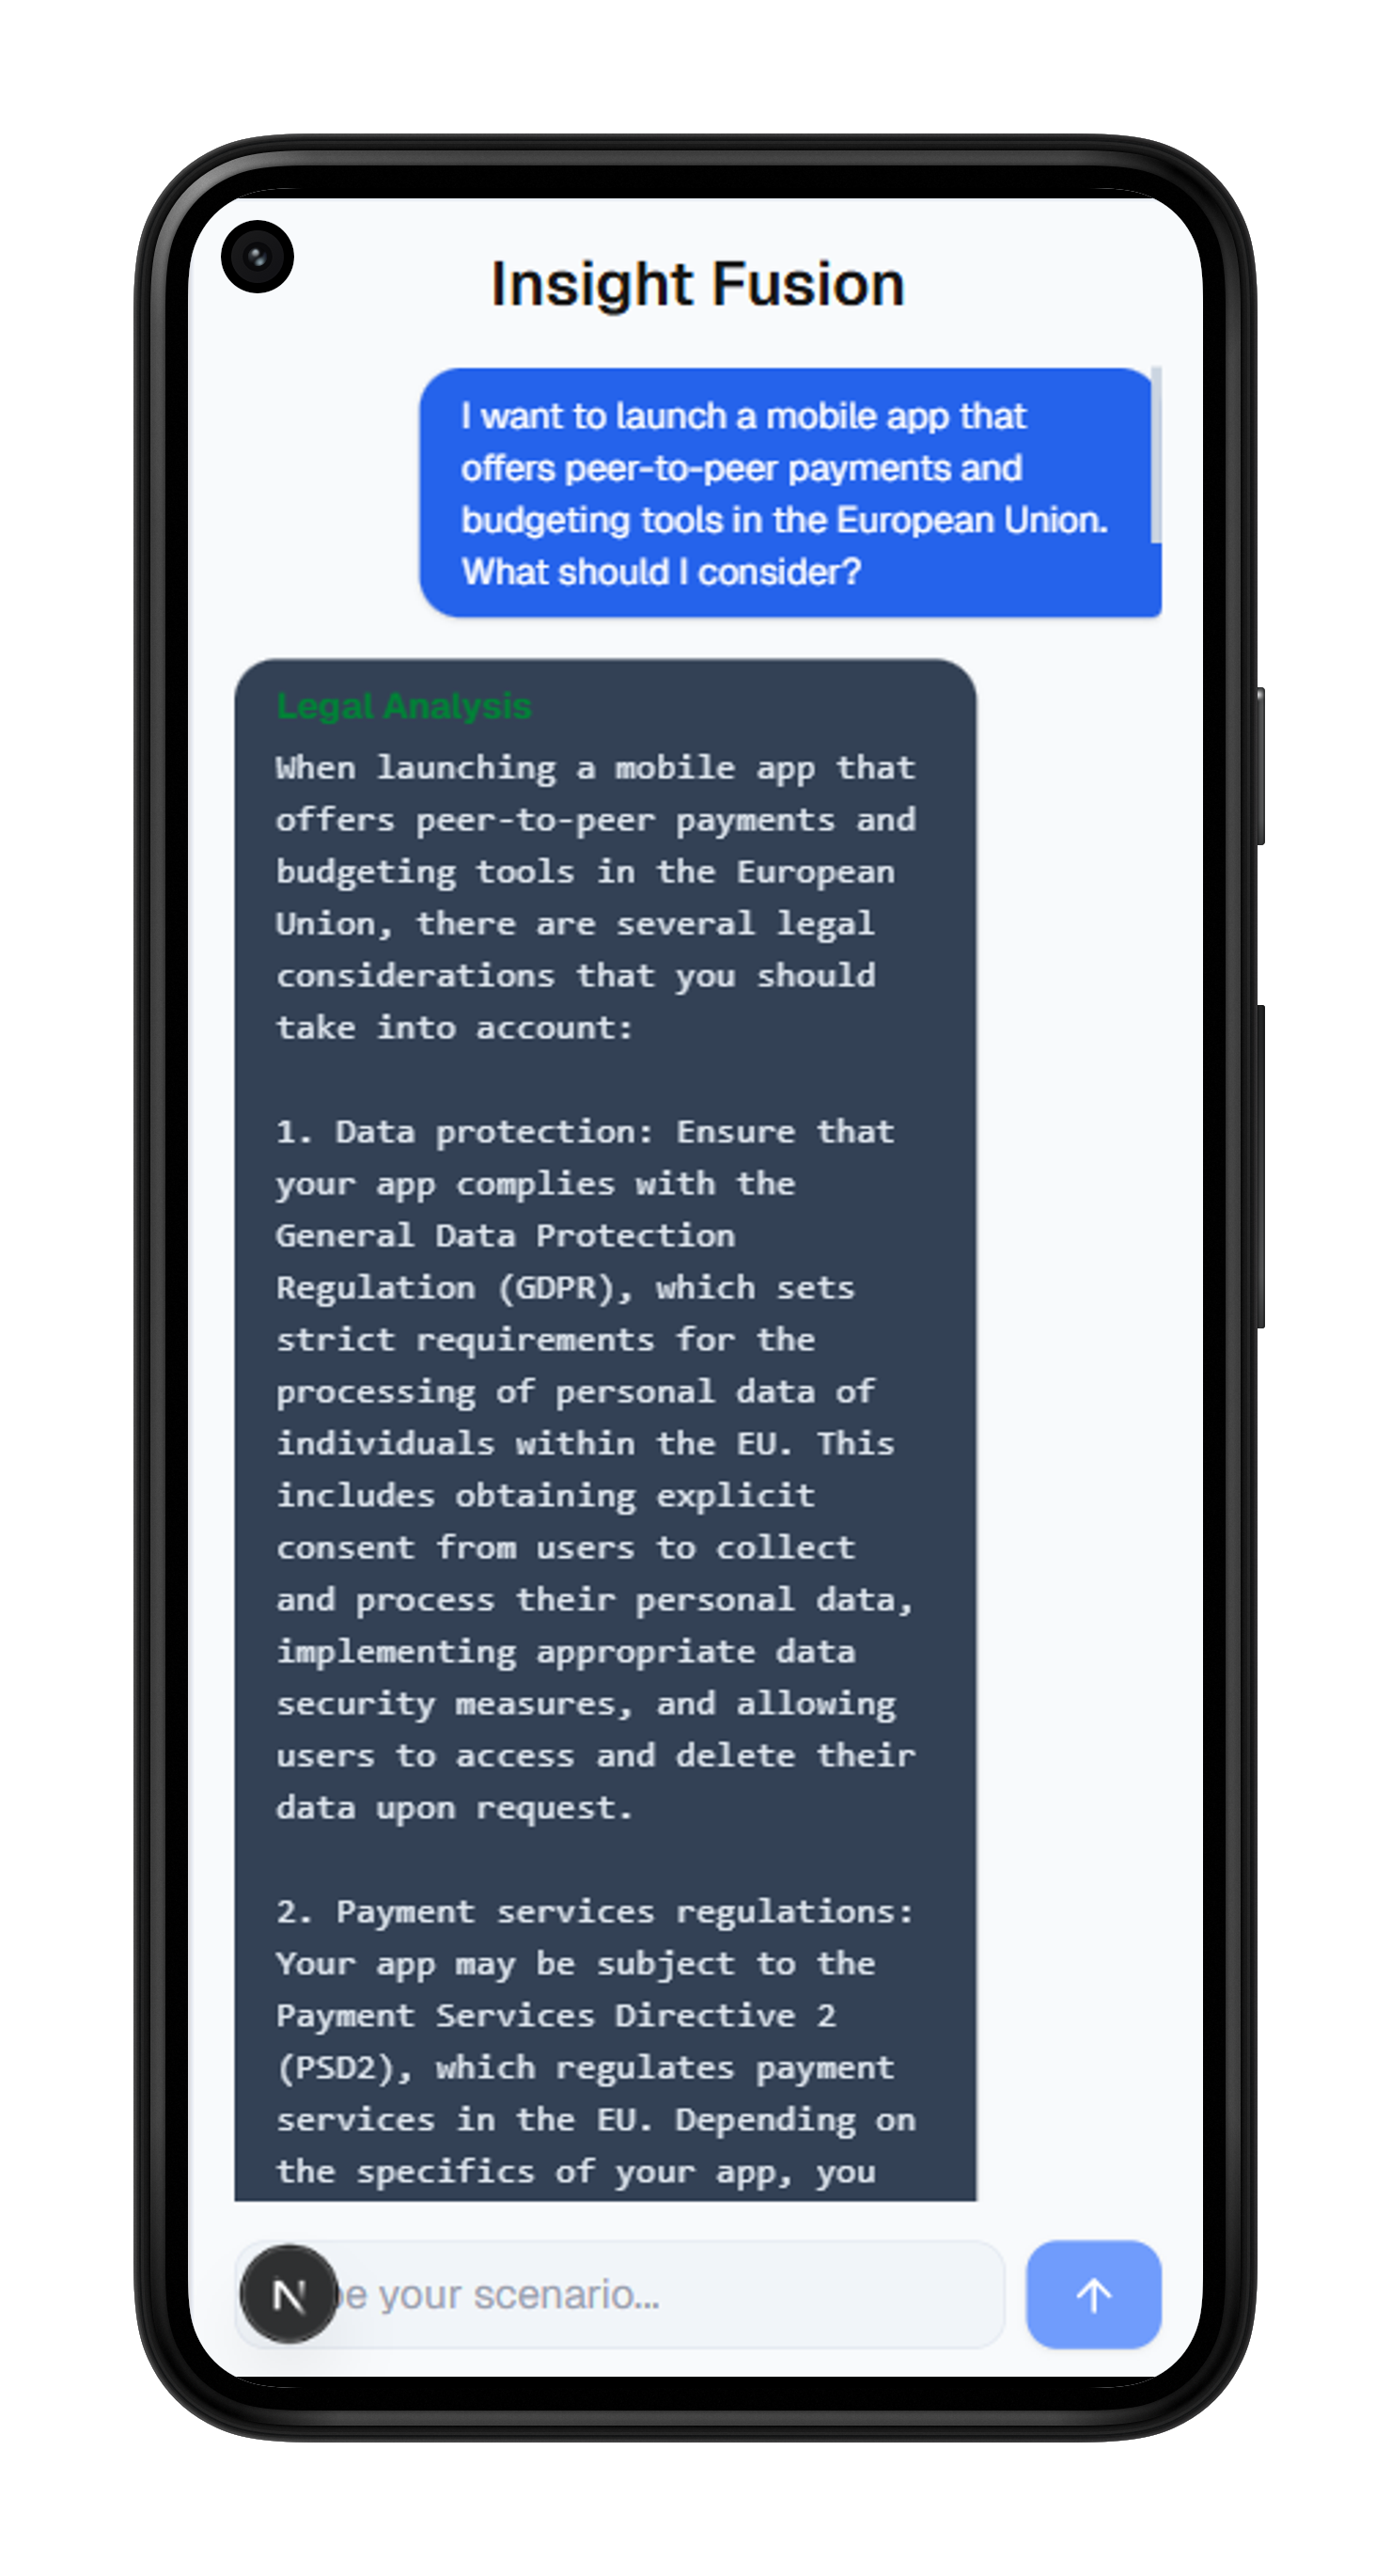 Insight Fusion
I want to launch a mobile app that
offers peer-to-peer payments and
budgeting tools in the European Union.
What should I consider?
Legal Analysis
When launching a mobile app that
offers peer-to-peer payments and
budgeting tools in the European
Union, there are several legal
considerations that you should
take into account:
1. Data protection: Ensure that
your app complies with the
General Data Protection
Regulation (GDPR), which sets
strict requirements for the
processing of personal data of
individuals within the EU. This
includes obtaining explicit
consent from users to collect
and process their personal data,
implementing appropriate data
security measures, and allowing
users to access and delete their
data upon request.
2. Payment services regulations:
Your app may be subject to the
Payment Services Directive 2
(PSD2), which regulates payment
services in the EU. Depending on
the specifics of your app, you
N
your scenario...